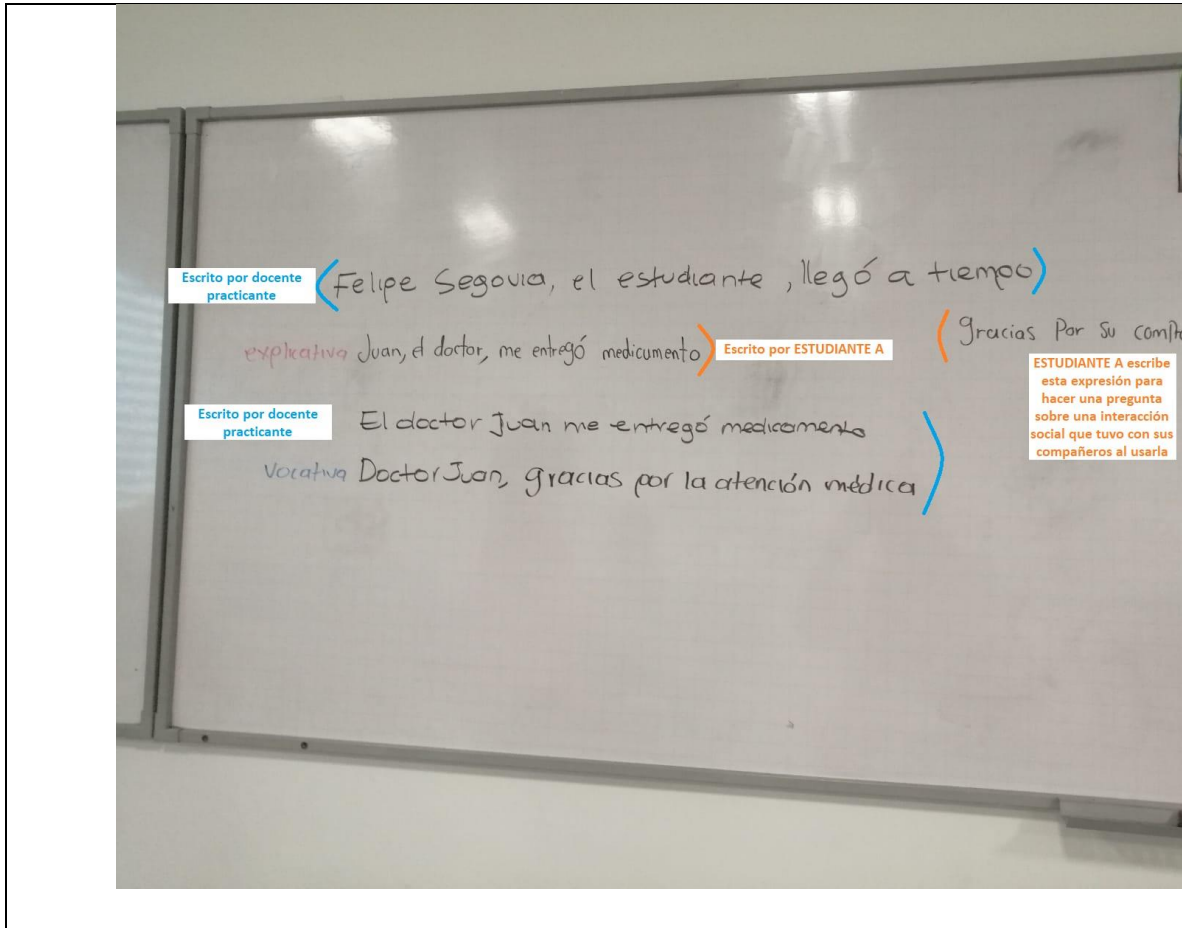 Escrito por docente
practicante
Felipe Segovia, el estudiante, llegó a tiempo
explicativa Juan, el doctor, me entregó medicamento
Escrito por ESTUDIANTE A
gracias Por Su
ESTUDIANTE A escribe
esta expresión para
hacer una pregunta
sobre una interacción
social que tuvo con sus
compañeros al usarla
Escrito por docente
practicante
El doctor Juan me entregó medicamento
Vocativa Doctor Juan, gracias por la atención médica